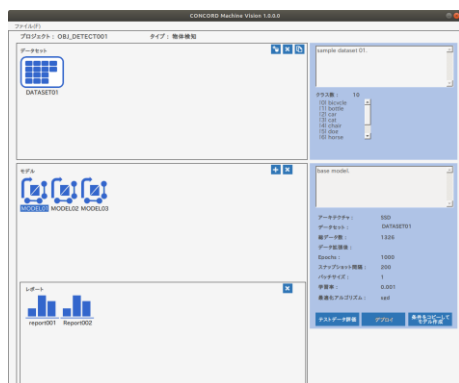 CONCORD Machine Vision 1.0.0.0
ファイル(F)
プロジェクト： OBJ_DETECT001 タイプ： 物体検知
データセット
DATASET01
sample dataset 01.
クラス数： 10
[0] bicycle
[1] bottle
[2] car
[3] cat
[4] chair
[5] dog
[6] horse
モデル
MODEL01 MODEL02 MODEL03
base model.
アーキテクチャ： SSD
データセット： DATASET01
総データ数： 1225
データ拡張後：
Epochs： 1000
スナップショット間隔： 200
バッチサイズ： 1
学習率： 0.001
最適化アルゴリズム：
テストデータ評価
デプロイ
条件をコピーして
モデル作成
レポート
report001 Report002